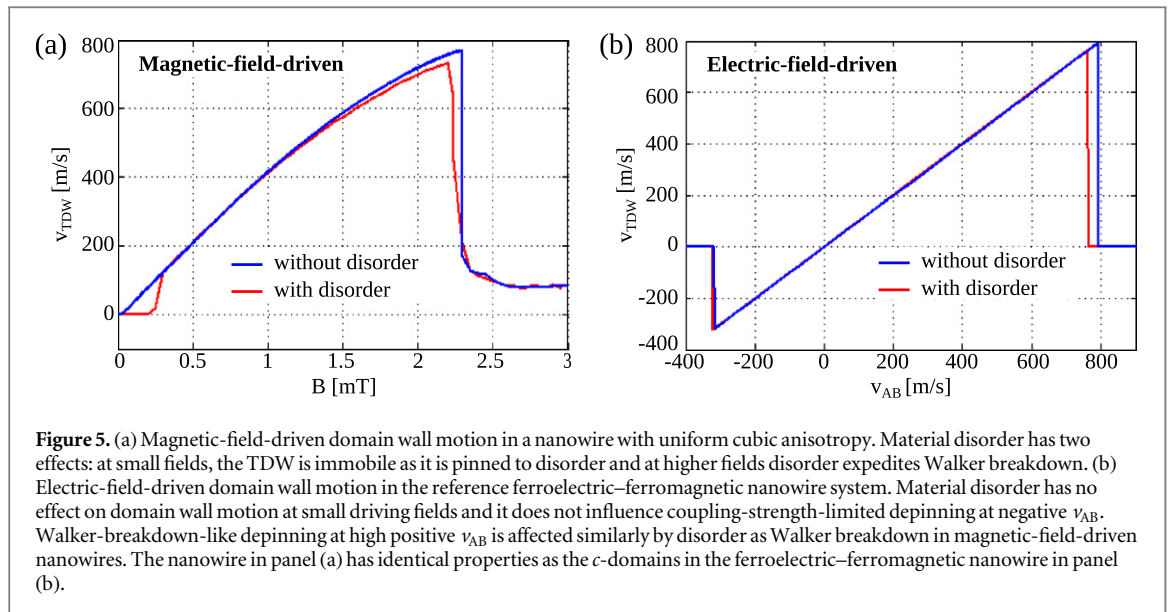 (a)
Magnetic-field-driven
800
600
400
200
0
v_TDW [m/s]
without disorder
with disorder
0 0.5 1 1.5 2 2.5 3
B [mT]
(b)
Electric-field-driven
800
600
400
200
0
-200
-400
v_TDW [m/s]
without disorder
with disorder
-400 -200 0 200 400 600 800
v_AB [m/s]
Figure 5. (a) Magnetic-field-driven domain wall motion in a nanowire with uniform cubic anisotropy. Material disorder has two
effects: at small fields, the TDW is immobile as it is pinned to disorder and at higher fields disorder expedites Walker breakdown. (b)
Electric-field-driven domain wall motion in the reference ferroelectric–ferromagnetic nanowire system. Material disorder has no
effect on domain wall motion at small driving fields and it does not influence coupling-strength-limited depinning at negative v_AB.
Walker-breakdown-like depinning at high positive v_AB is affected similarly by disorder as Walker breakdown in magnetic-field-driven
nanowires. The nanowire in panel (a) has identical properties as the c-domains in the ferroelectric–ferromagnetic nanowire in panel
(b).